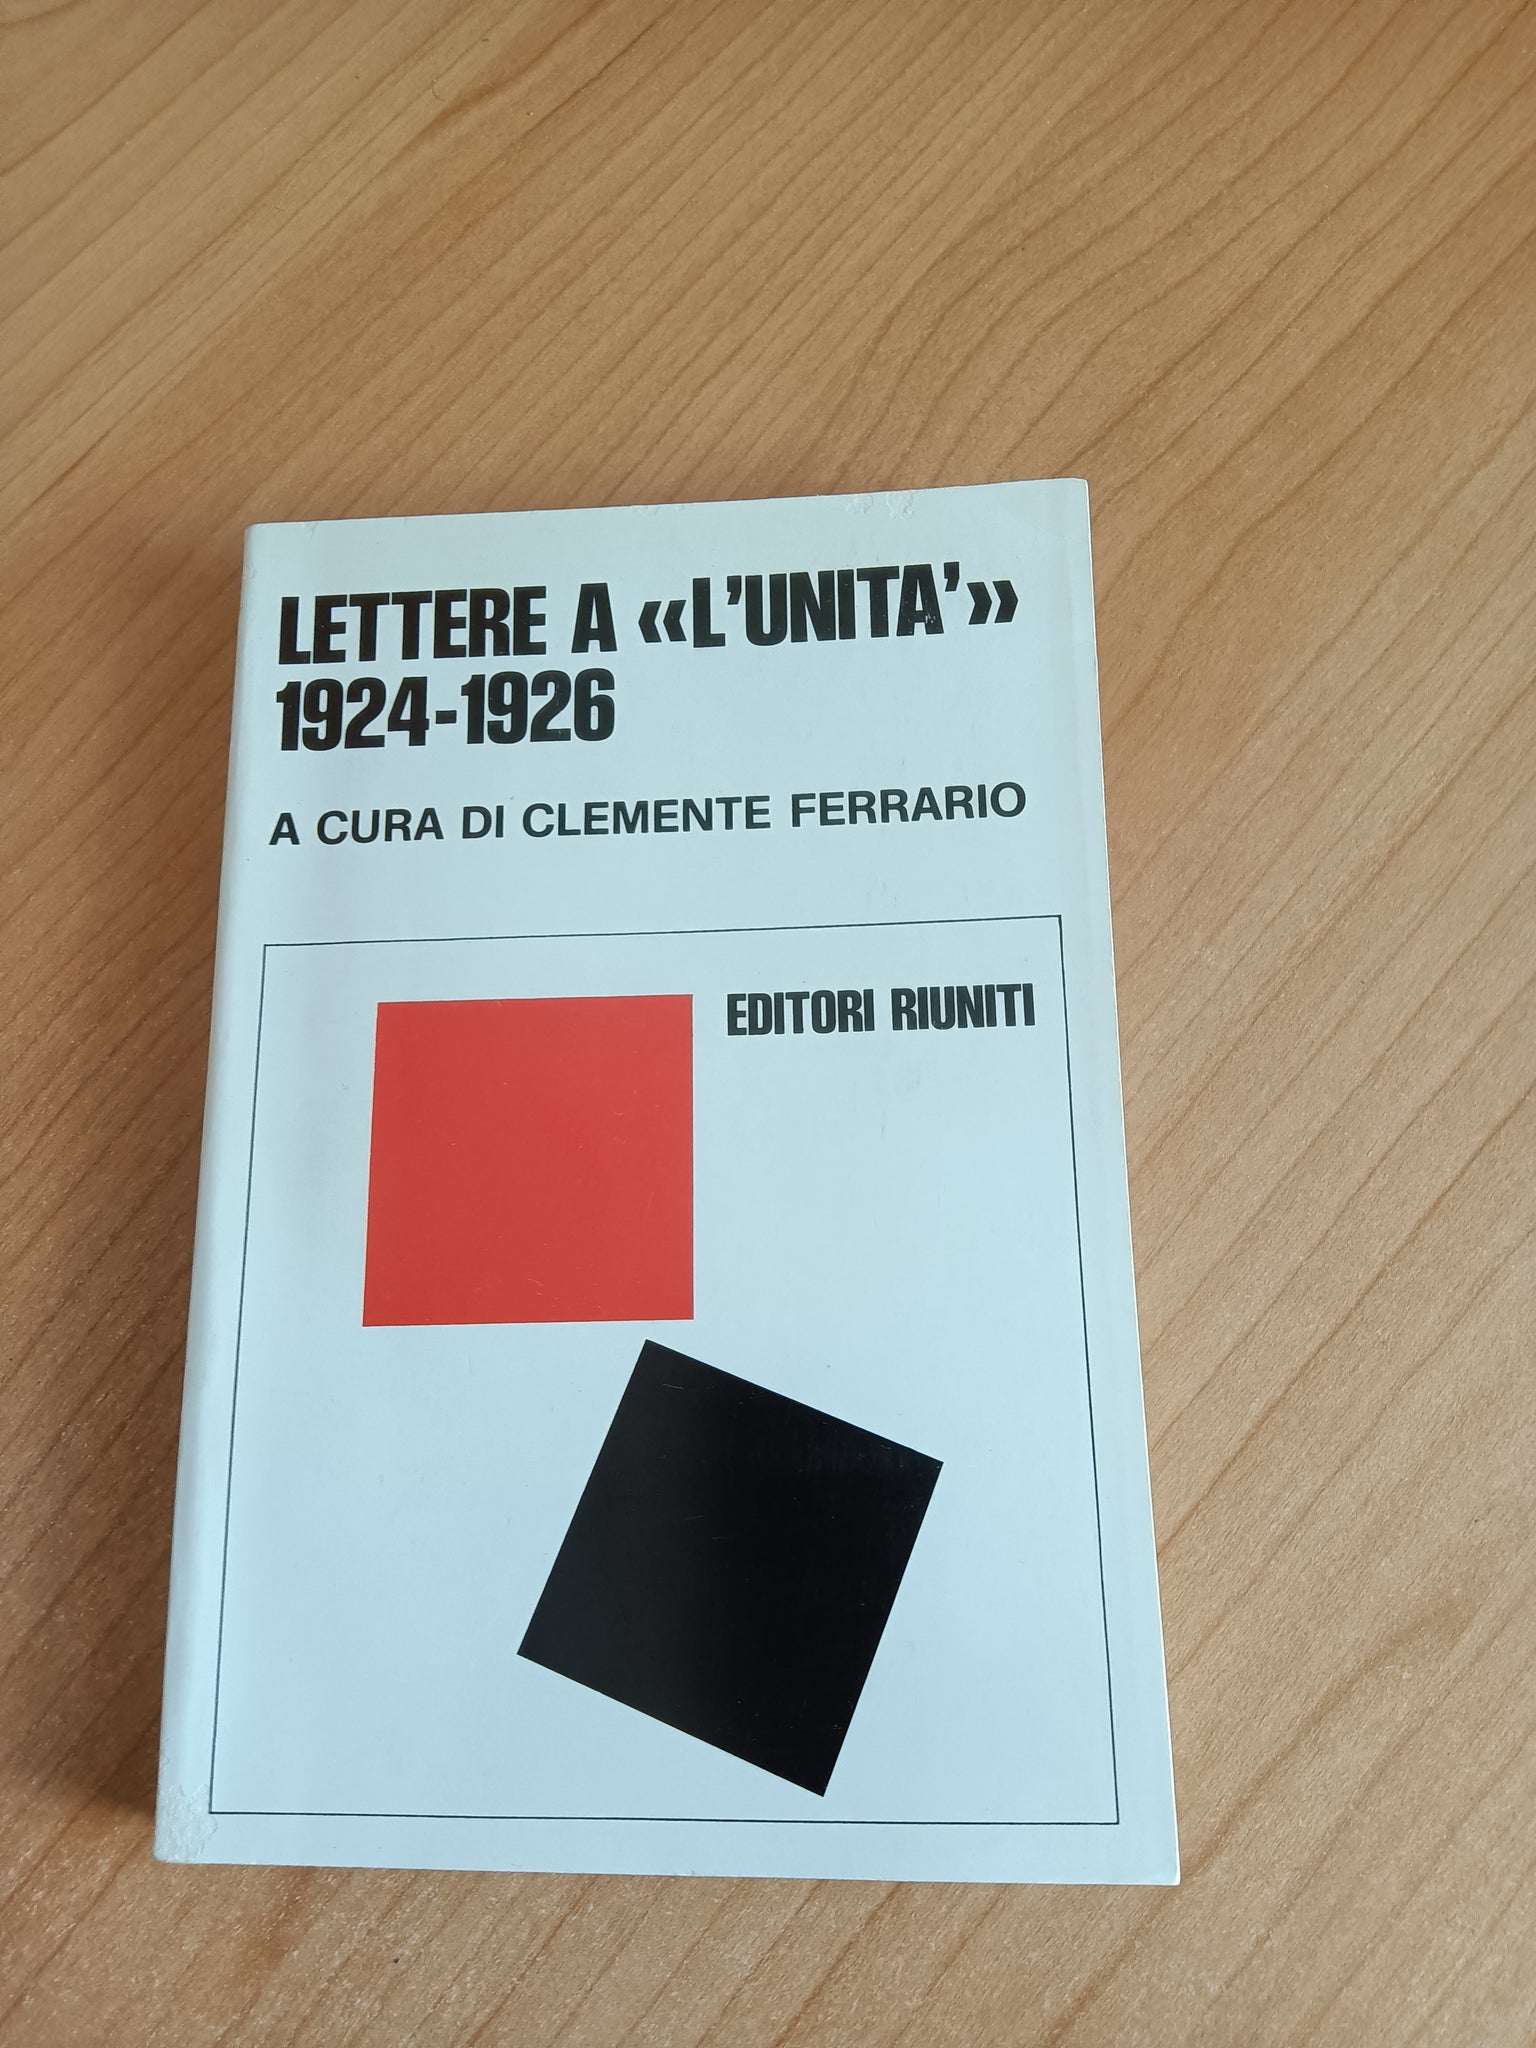 LETTERE A «L'UNITA'»
1924-1926
A CURA DI CLEMENTE FERRARIO
EDITORI RIUNITI